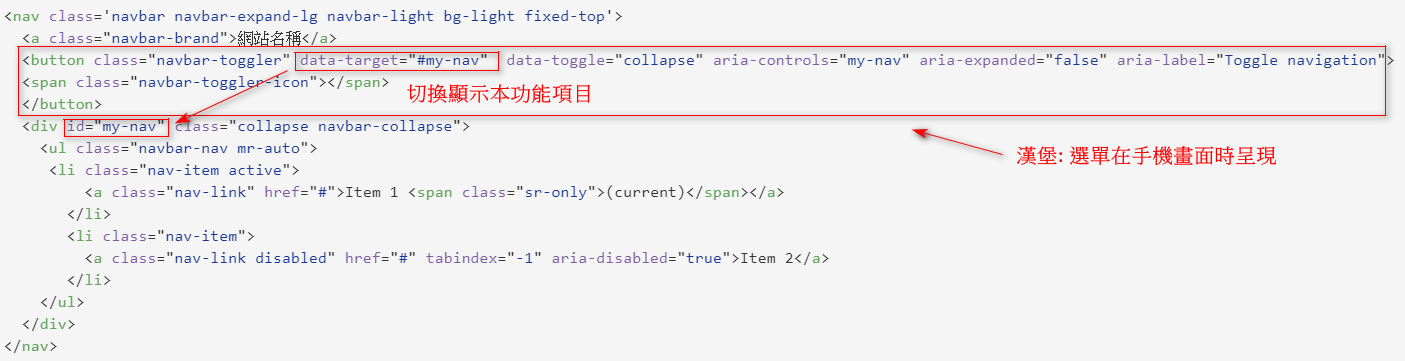 <nav class='navbar navbar-expand-lg navbar-light bg-light fixed-top'>
<a class="navbar-brand">網站名稱</a>
<button class="navbar-toggler" data-target="#my-nav" data-toggle="collapse" aria-controls="my-nav" aria-expanded="false" aria-label="Toggle navigation">
<span class="navbar-toggler-icon"></span>
切換顯示本功能項目
</button>
<div id="my-nav" class="collapse navbar-collapse">
<ul class="navbar-nav mr-auto">
漢堡: 選單在手機畫面時呈現
<li class="nav-item active">
<a class="nav-link" href="#">Item 1 <span class="sr-only">(current)</span></a>
</li>
<li class="nav-item">
<a class="nav-link disabled" href="#" tabindex="-1" aria-disabled="true">Item 2</a>
</li>
</ul>
</div>
</nav>